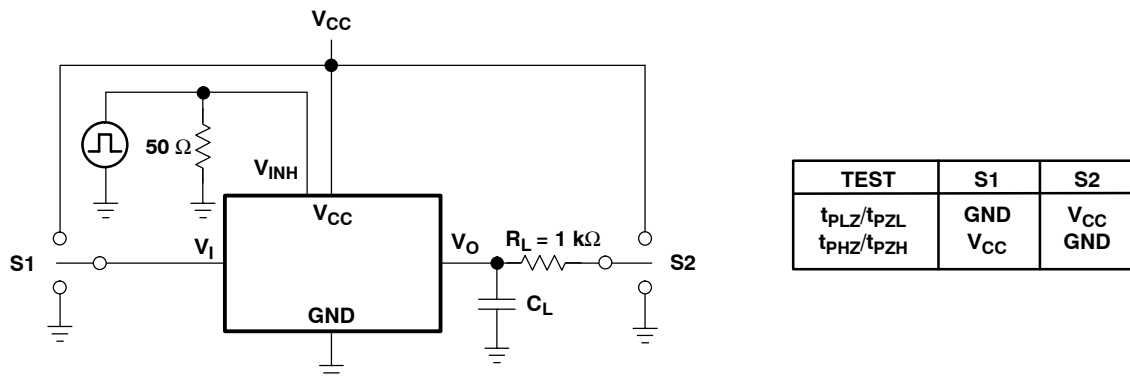 VCC
50 Ω
VINH
VCC
VI
VO
RL = 1 kΩ
S1
S2
CL
GND
TEST S1 S2
tPLZ/tPZL GND VCC
tPHZ/tPZH VCC GND